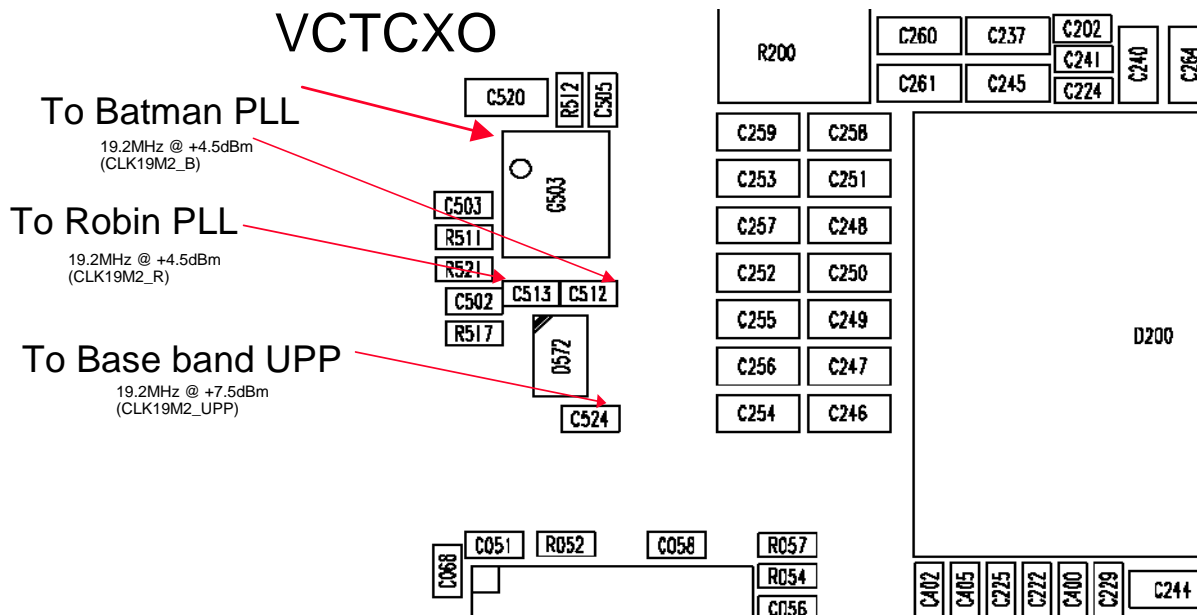 VCTCXO
To Batman PLL
19.2MHz @ +4.5dBm
(CLK19M2_B)
To Robin PLL
19.2MHz @ +4.5dBm
(CLK19M2_R)
To Base band UPP
19.2MHz @ +7.5dBm
(CLK19M2_UPP)
C520
R512
C505
G503
C503
R511
R521
C502
R517
C513 C512
D572
C524
R200
C260 C237 C202
C241
C261 C245 C224
C240
C264
C259 C258
C253 C251
C257 C248
C252 C250
C255 C249
C256 C247
C254 C246
D200
C068
C051 R052 C058 R057
R054
C056
C402 C405 C225 C222 C400 C229 C244